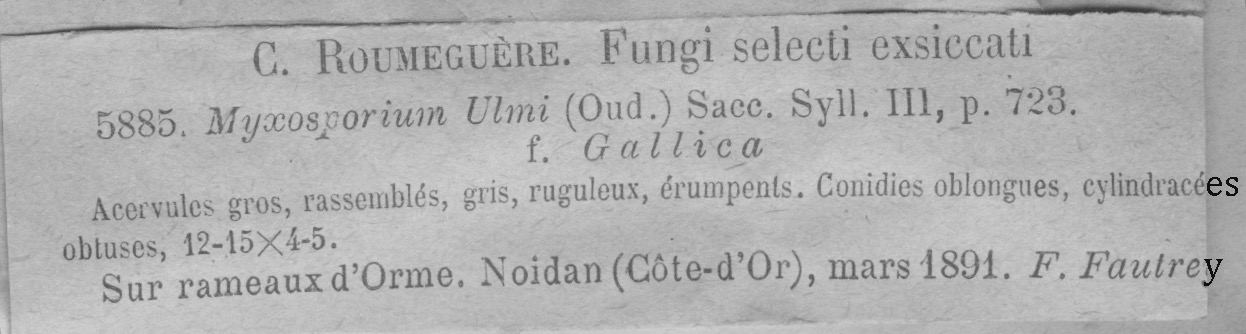 C. ROUMEGUÈRE. Fungi selecti exsiccati
5885. Myxosporium Ulmi (Oud.) Sacc. Syll. III, p. 723.
f. Gallica
Acervules gros, rassemblés, gris, ruguleux, érumpents. Conidies oblongues, cylindracées
obtuses, 12-15×4-5.
Sur rameaux d'Orme. Noidan (Côte-d'Or), mars 1891. F. Fautrey